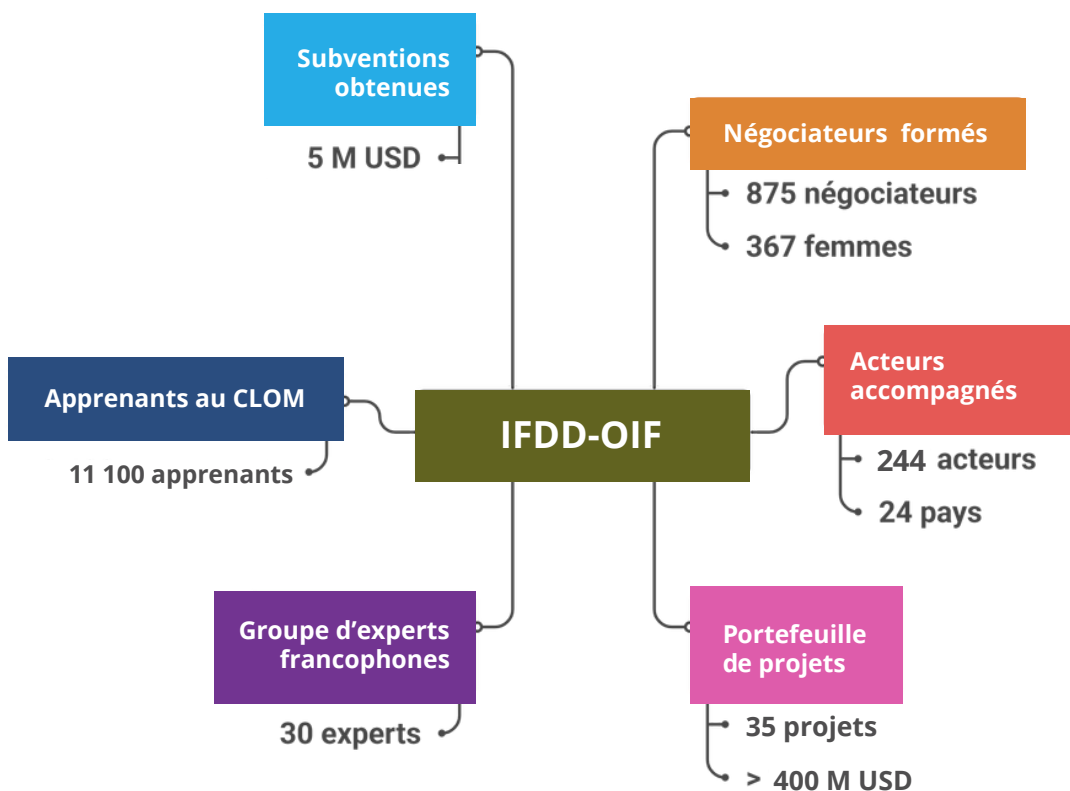 Subventions
obtenues
5 M USD
Négociateurs formés
875 négociateurs
367 femmes
Apprenants au CLOM
11 100 apprenants
IFDD-OIF
Acteurs
accompagnés
244 acteurs
24 pays
Groupe d’experts
francophones
30 experts
Portefeuille
de projets
35 projets
> 400 M USD